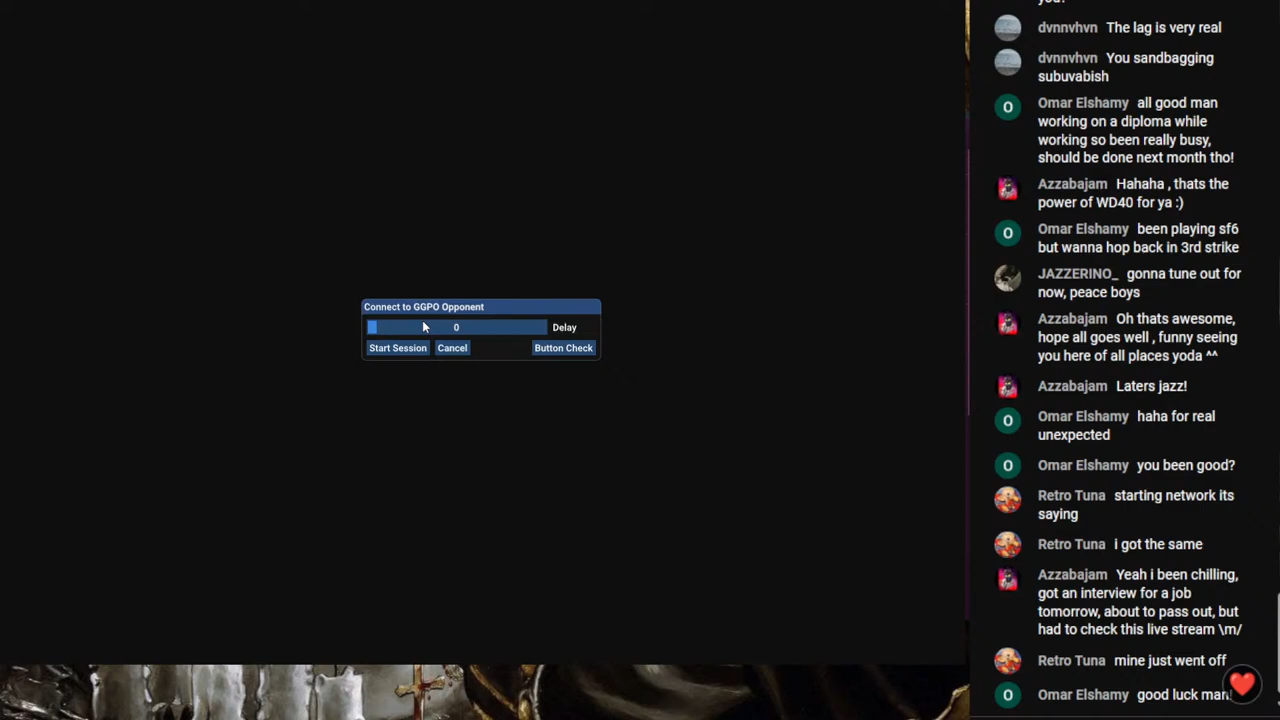 Connect to GGPO Opponent
0 Delay
Start Session Cancel Button Check
dvnnvhvn The lag is very real
dvnnvhvn You sandbagging
subuvabish
Omar Elshamy all good man
working on a diploma while
working so been really busy,
should be done next month tho!
Azzabajam Hahaha , thats the
power of WD40 for ya :)
Omar Elshamy been playing sf6
but wanna hop back in 3rd strike
JAZZERINO_ gonna tune out for
now, peace boys
Azzabajam Oh thats awesome,
hope all goes well , funny seeing
you here of all places yoda ^^
Azzabajam Laters jazz!
Omar Elshamy haha for real
unexpected
Omar Elshamy you been good?
Retro Tuna starting network its
saying
Retro Tuna i got the same
Azzabajam Yeah i been chilling,
got an interview for a job
tomorrow, about to pass out, but
had to check this live stream \m/
Retro Tuna mine just went off
Omar Elshamy good luck man!